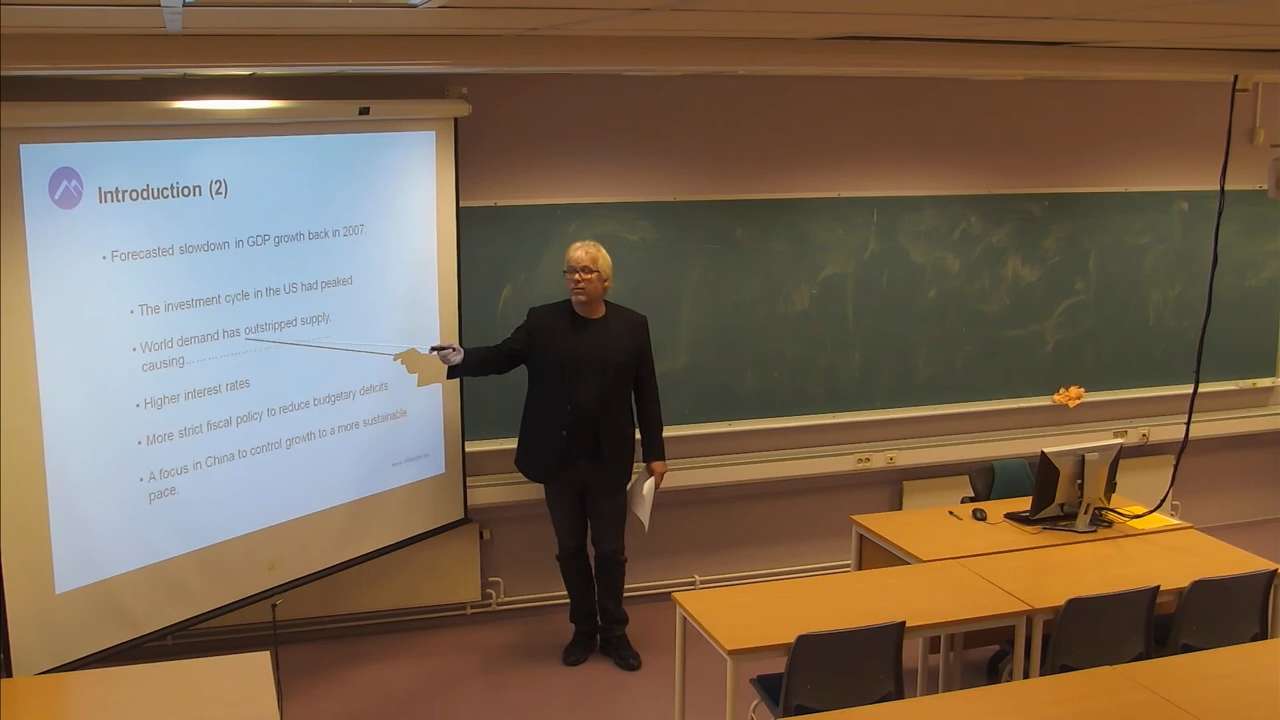 Introduction (2)
• Forecasted slowdown in GDP growth back in 2007:
• The investment cycle in the US had peaked
• World demand has outstripped supply,
causing……………………………
• Higher interest rates
• More strict fiscal policy to reduce budgetary deficits
• A focus in China to control growth to a more sustainable
pace.